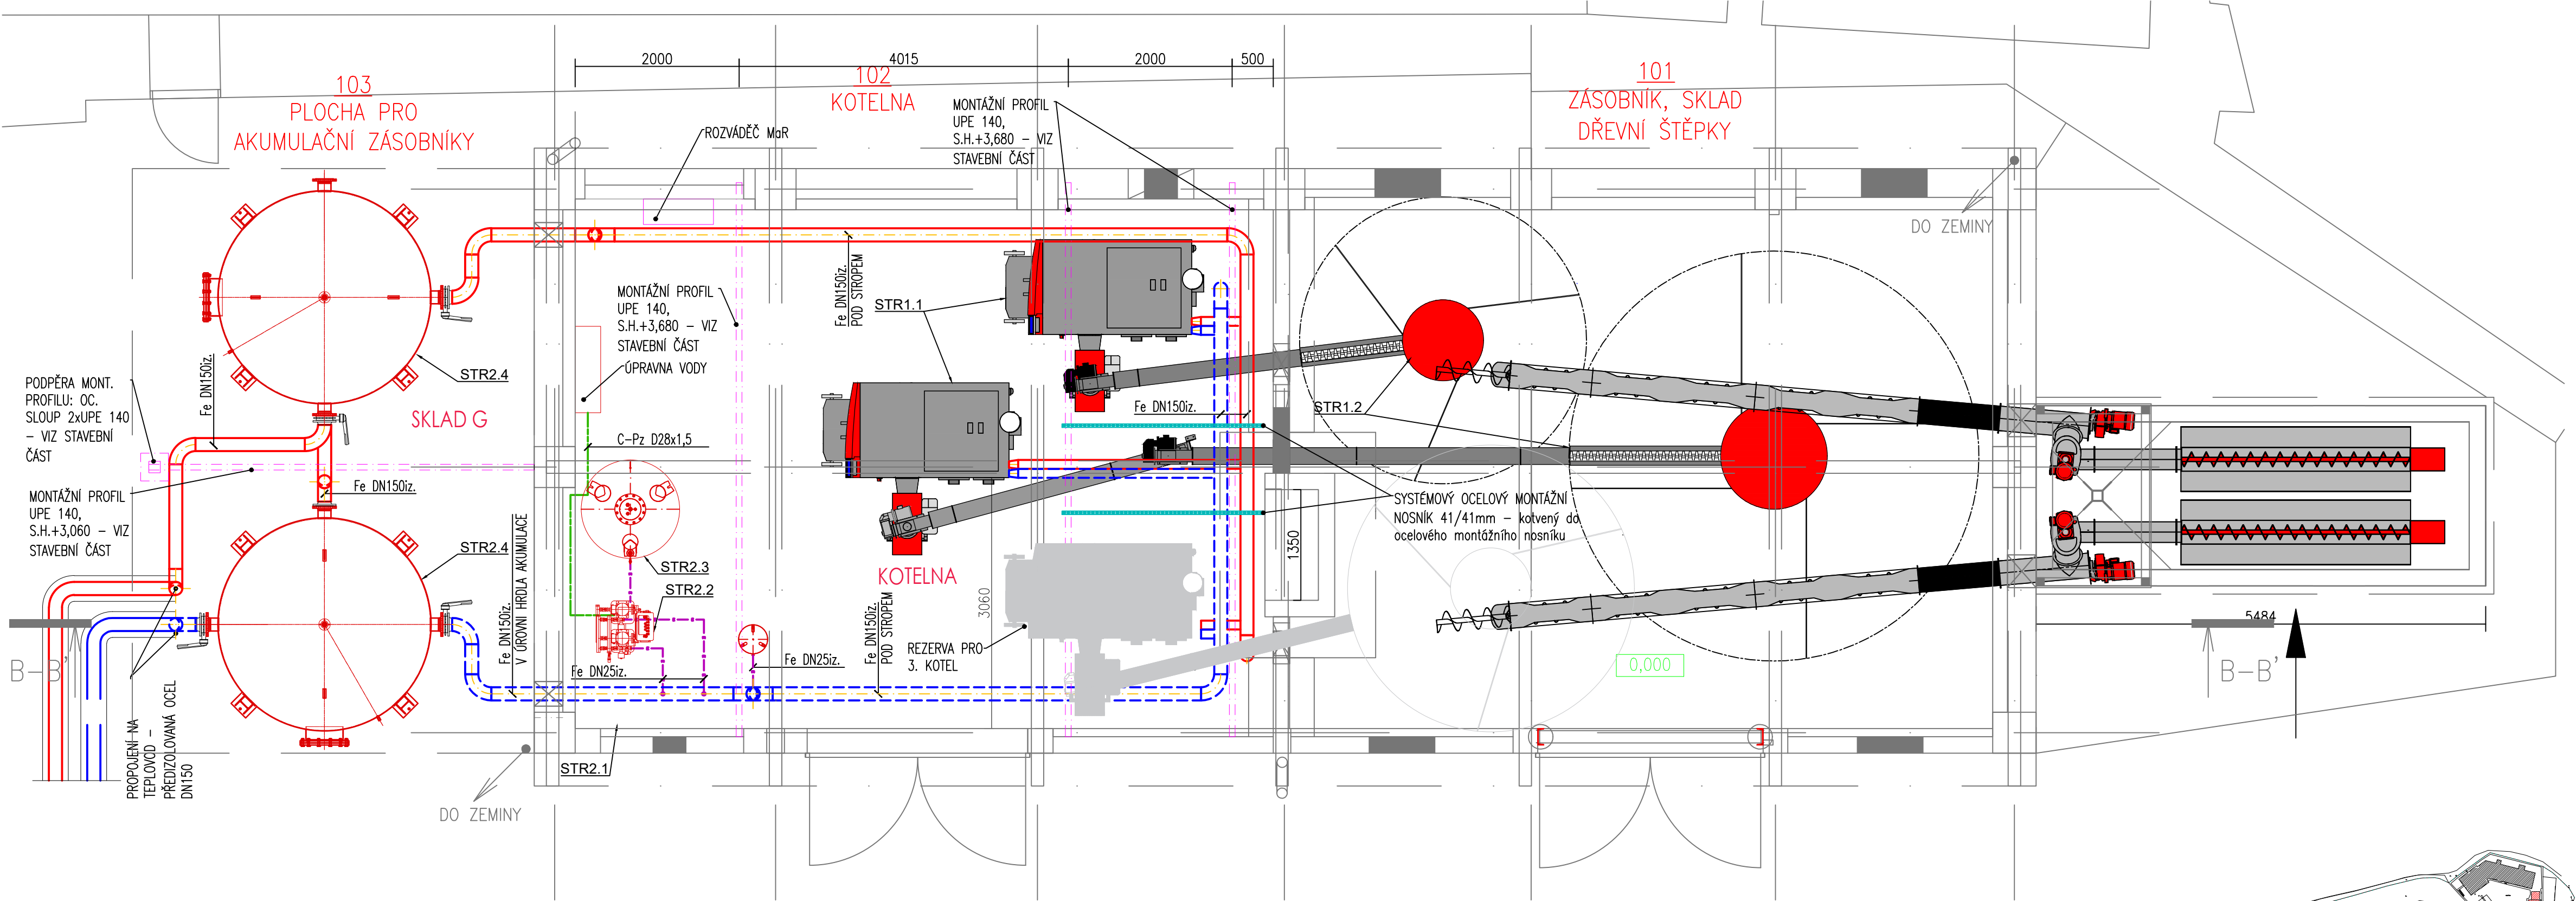 2000
4015
2000
500
103
PLOCHA PRO
AKUMULAČNÍ ZÁSOBNÍKY
102
KOTELNA
101
ZÁSOBNÍK, SKLAD
DŘEVNÍ ŠTĚPKY
MONTÁŽNÍ PROFIL
UPE 140,
S.H.+3,680 – VIZ
STAVEBNÍ ČÁST
ROZVÁDĚČ MaR
DO ZEMINY
MONTÁŽNÍ PROFIL
UPE 140,
S.H.+3,680 – VIZ
STAVEBNÍ ČÁST
ÚPRAVNA VODY
Fe DN150iz.
POD STROPEM
STR1.1
STR2.4
Fe DN150iz.
SKLAD G
PODPĚRA MONT.
PROFILU: OC.
SLOUP 2xUPE 140
– VIZ STAVEBNÍ
ČÁST
Fe DN150iz.
STR1.2
C-Pz D28x1,5
Fe DN150iz.
MONTÁŽNÍ PROFIL
UPE 140,
S.H.+3,060 – VIZ
STAVEBNÍ ČÁST
SYSTÉMOVÝ OCELOVÝ MONTÁŽNÍ
NOSNÍK 41/41mm – kotvený do
ocelového montážního nosníku
1350
STR2.4
STR2.3
STR2.2
KOTELNA
3060
Fe DN150iz.
V ÚROVNI HRDLA AKUMULACE
Fe DN25iz.
Fe DN25iz.
Fe DN150iz.
POD STROPEM
REZERVA PRO
3. KOTEL
0,000
5484
B–B'
B–B'
PROPOJENÍ NA
TEPLOVOD –
PŘEDIZOLOVANÁ OCEL
DN150
STR2.1
DO ZEMINY